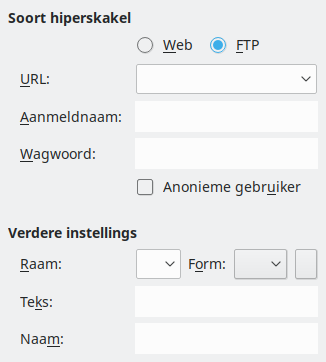 Soort hiperskakel
Web FTP
URL:
Aanmeldnaam:
Wagwoord:
Anonieme gebruiker
Verdere instellings
Raam: Form:
Teks:
Naam: